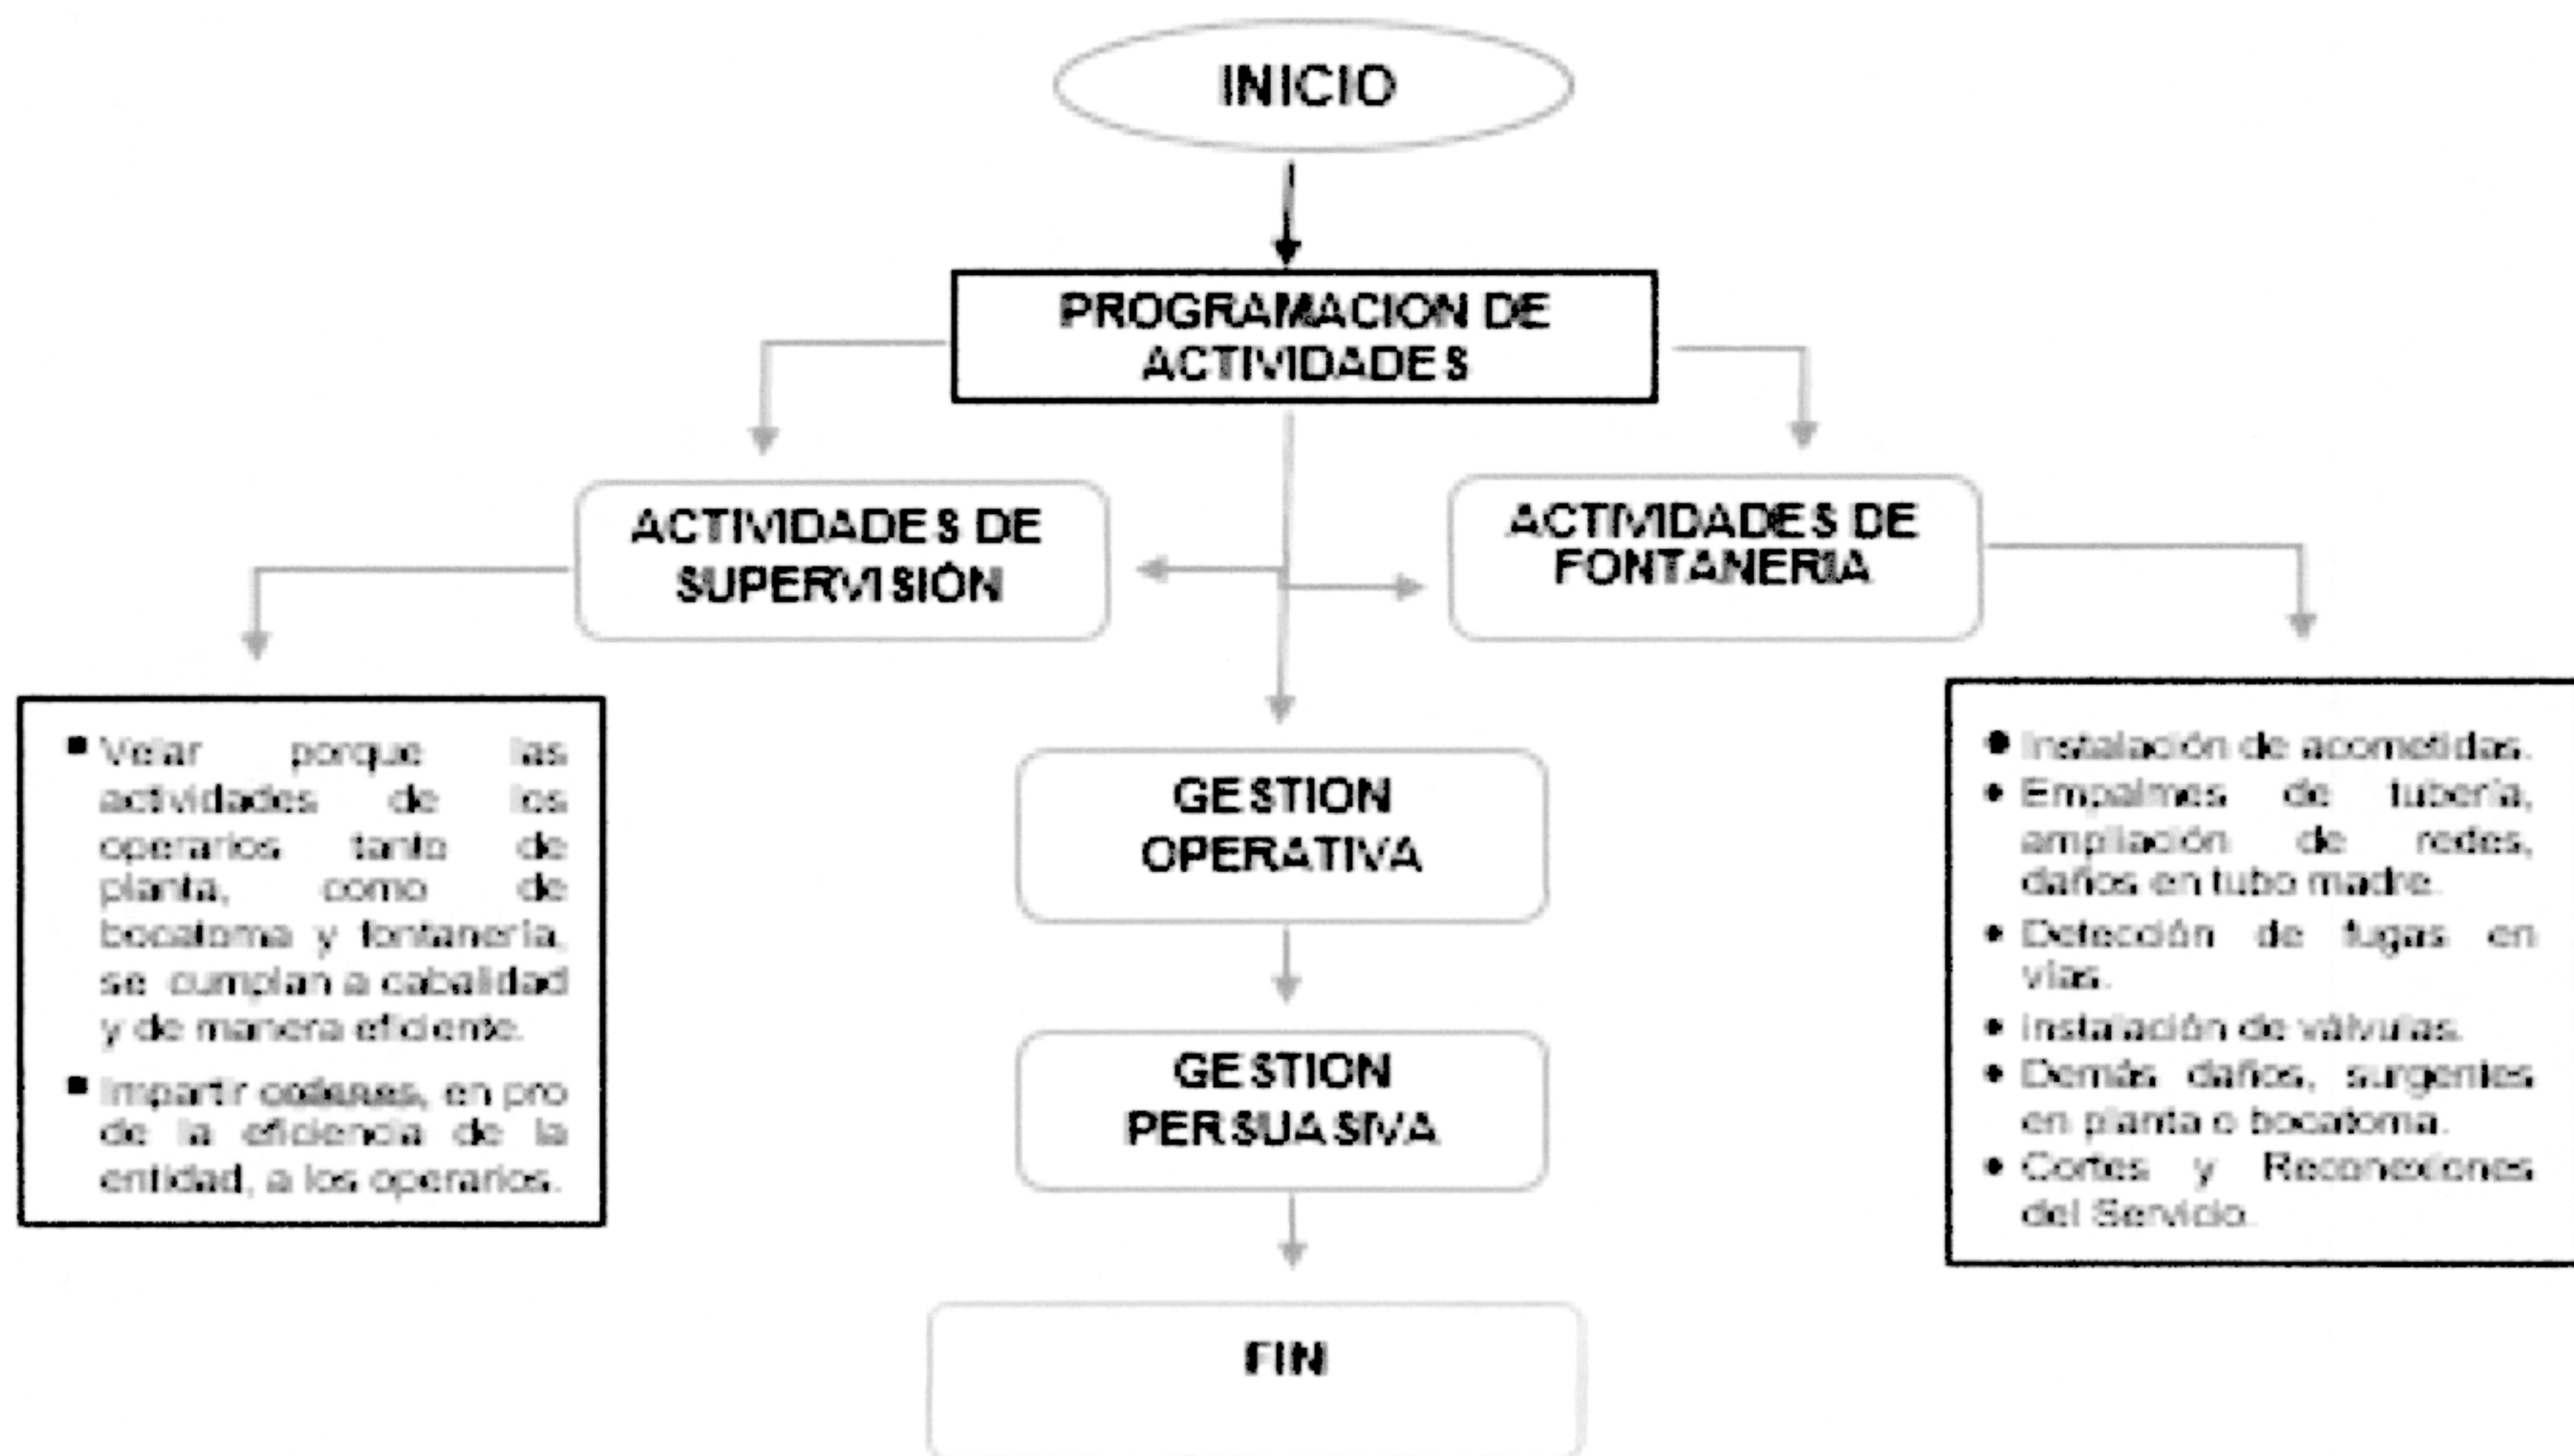 INICIO
PROGRAMACION DE
ACTIVIDADES
ACTIVIDADES DE
SUPERVISIÓN
ACTIVIDADES DE
FONTANERIA
GESTION
OPERATIVA
GESTION
PERSUASIVA
FIN
Velar porque las
actividades de los
operarios tanto de
planta, como de
bocatoma y fontanería,
se cumplan a cabalidad
y de manera eficiente.
Impartir ordenes, en pro
de la eficiencia de la
entidad, a los operarios.
Instalación de acometidas.
Empalmes de tubería,
ampliación de redes,
daños en tubo madre.
Detección de fugas en
vías.
Instalación de válvulas.
Demás daños, surgentes
en planta o bocatoma.
Cortes y Reconexiones
del Servicio.